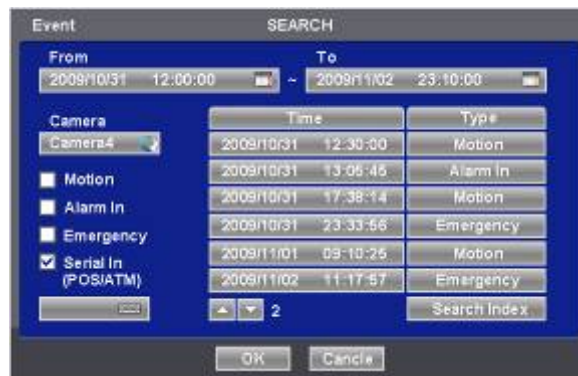 Event SEARCH
From To
2009/10/31 12:00:00 ~ 2009/11/02 23:10:00
Camera Time Type
Camera4 2009/10/31 12:30:00 Motion
Motion 2009/10/31 13:05:45 Alarm In
Alarm In 2009/10/31 17:38:14 Motion
Emergency 2009/10/31 23:33:56 Emergency
Serial In 2009/11/01 09:10:25 Motion
(POS/ATM) 2009/11/02 11:17:57 Emergency
2 Search Index
OK Cancle